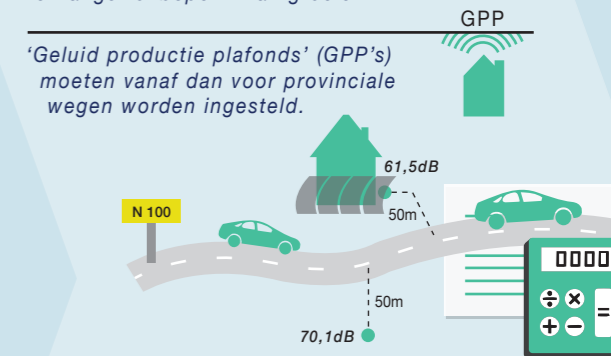 GPP
‘Geluid productie plafonds’ (GPP’s)
moeten vanaf dan voor provinciale
wegen worden ingesteld.
61,5dB
N 100
50m
0000
50m
70,1dB